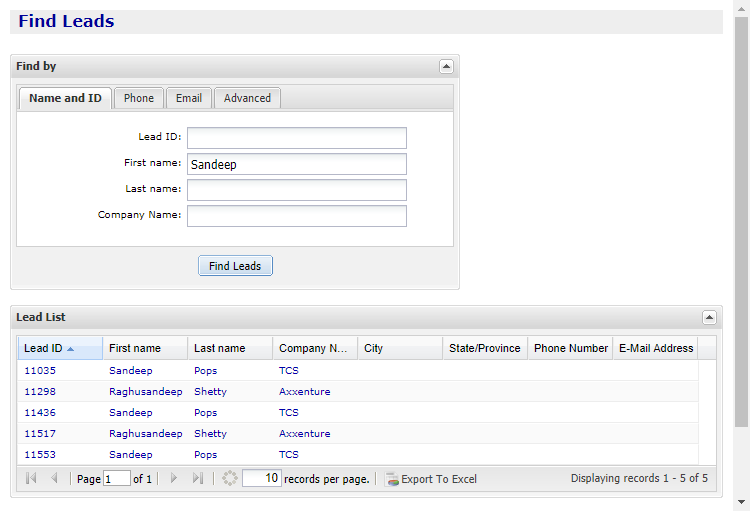 Find Leads
Find by
Name and ID Phone Email Advanced
Lead ID:
First name: Sandeep
Last name:
Company Name:
Find Leads
Lead List
Lead ID First name Last name Company N... City State/Province Phone Number E-Mail Address
11035 Sandeep Pops TCS
11298 Raghusandeep Shetty Axxenture
11436 Sandeep Pops TCS
11517 Raghusandeep Shetty Axxenture
11553 Sandeep Pops TCS
Page 1 of 1 10 records per page. Export To Excel Displaying records 1 - 5 of 5